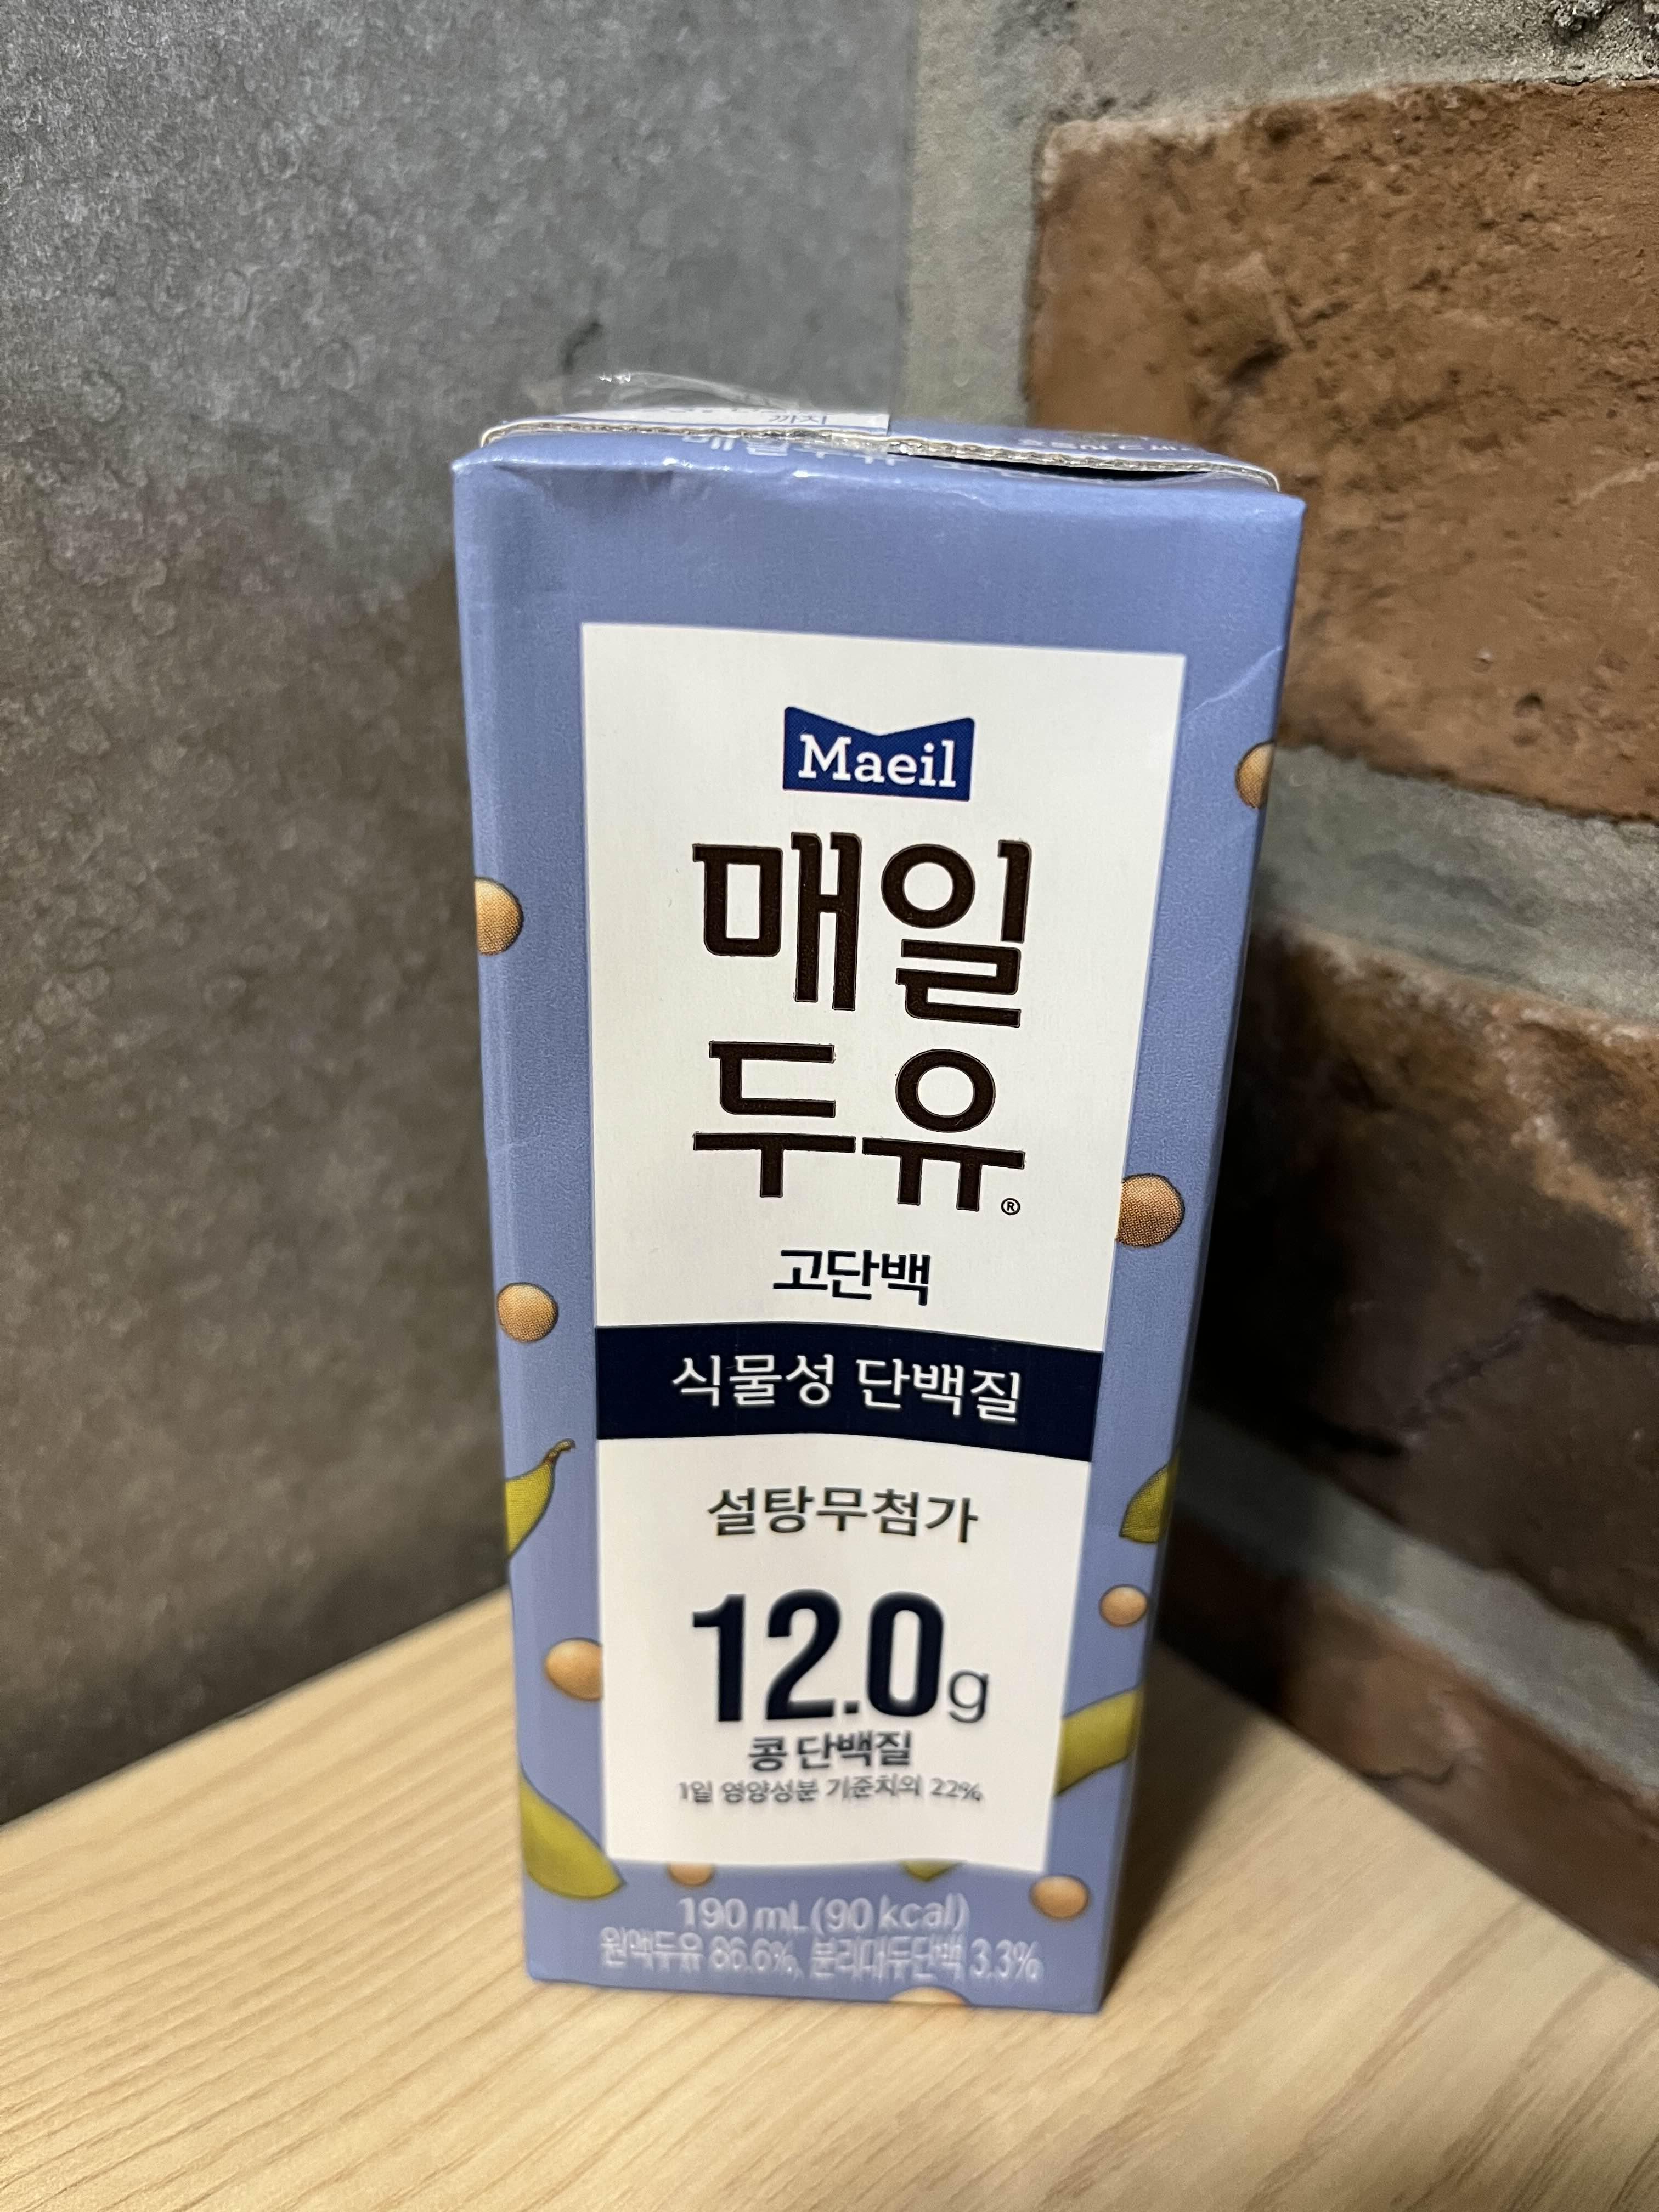 까지
Maeil
매일
두유®
고단백
식물성 단백질
설탕무첨가
12.0g
콩 단백질
1일 영양성분 기준치의 22%
190 mL (90 kcal)
원액두유 86.6%, 분리대두단백 3.3%